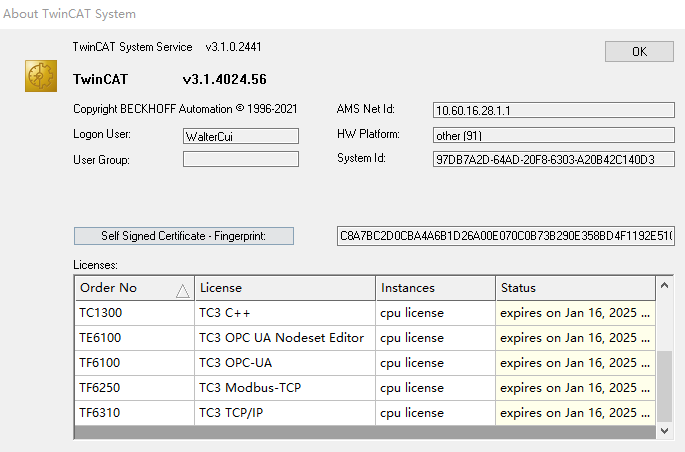 About TwinCAT System
TwinCAT System Service v3.1.0.2441
OK
TwinCAT v3.1.4024.56
Copyright BECKHOFF Automation © 1996-2021
AMS Net Id: 10.60.16.28.1.1
Logon User: WalterCui
HW Platform: other (91)
User Group:
System Id: 97DB7A2D-64AD-20F8-6303-A20B42C140D3
Self Signed Certificate - Fingerprint: C8A7BC2D0CBA4A6B1D26A00E070C0B73B290E358BD4F1192E51
Licenses:
Order No License Instances Status
TC1300 TC3 C++ cpu license expires on Jan 16, 2025 ...
TE6100 TC3 OPC UA Nodeset Editor cpu license expires on Jan 16, 2025 ...
TF6100 TC3 OPC-UA cpu license expires on Jan 16, 2025 ...
TF6250 TC3 Modbus-TCP cpu license expires on Jan 16, 2025 ...
TF6310 TC3 TCP/IP cpu license expires on Jan 16, 2025 ...